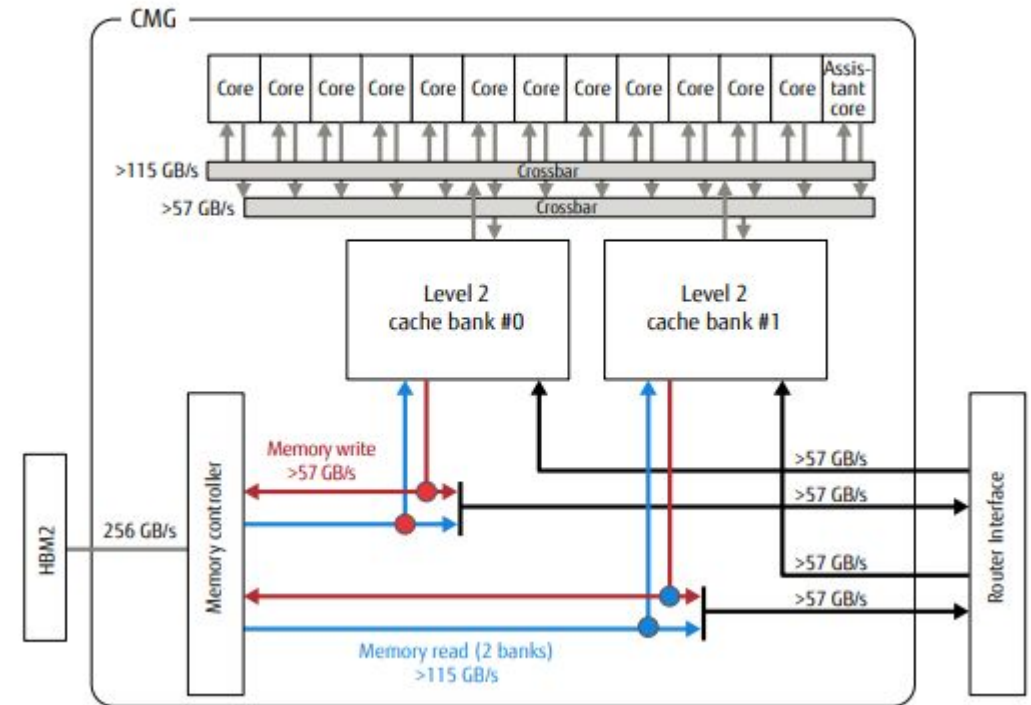 CMG
Core
Core
Core
Core
Core
Core
Core
Core
Core
Core
Core
Core
Assis-
tant
core
>115 GB/s
Crossbar
>57 GB/s
Crossbar
Level 2
cache bank #0
Level 2
cache bank #1
HBM2
256 GB/s
Memory controller
Memory write
>57 GB/s
>57 GB/s
>57 GB/s
>57 GB/s
>57 GB/s
Memory read (2 banks)
>115 GB/s
Router Interface